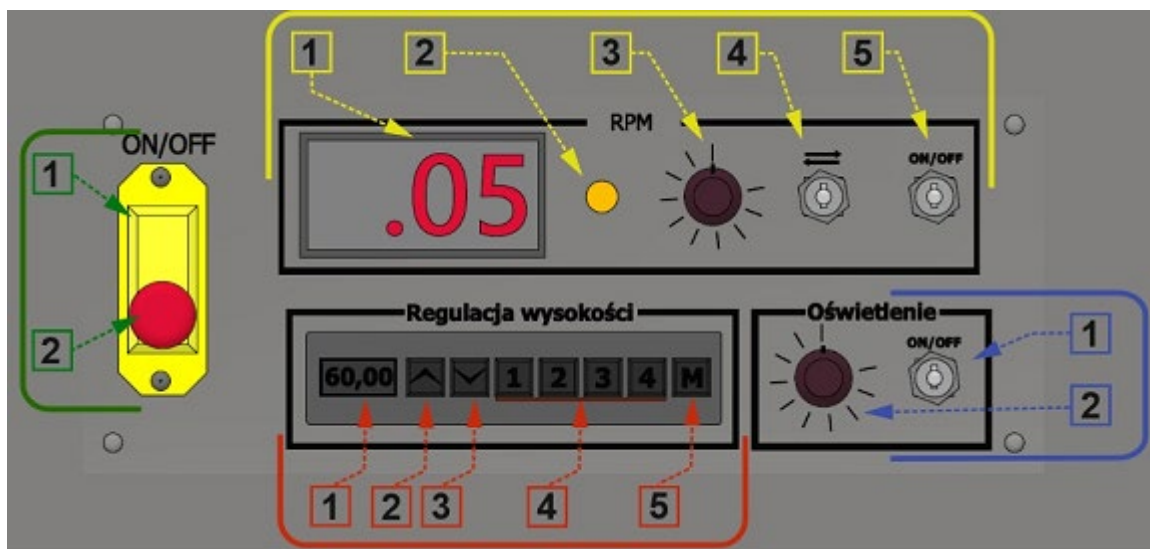 1 2 3 4 5
RPM
ON/OFF
1
ON/OFF
.05
2
Regulacja wysokości
Oświetlenie
ON/OFF
1
60,00 1 2 3 4 M
2
1 2 3 4 5